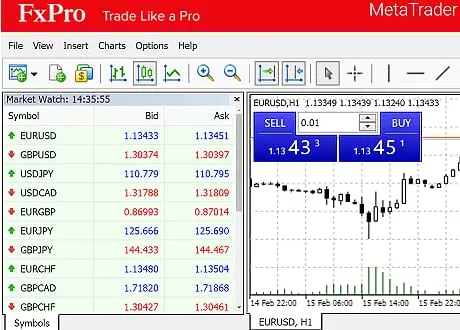 FxPro Trade Like a Pro MetaTrader
File View Insert Charts Options Help
Market Watch: 14:35:55
Symbol Bid Ask
EURUSD 1.13433 1.13451
GBPUSD 1.30374 1.30397
USDJPY 110.779 110.795
USDCAD 1.31788 1.31809
EURGBP 0.86993 0.87014
EURJPY 125.666 125.690
GBPJPY 144.433 144.467
EURCHF 1.13480 1.13504
GBPCAD 1.71820 1.71868
GBPCHF 1.30427 1.30461
Symbols
EURUSD,H1 1.13349 1.13439 1.13240 1.13433
SELL 0.01 BUY
1.13 43 3 1.13 45 1
14 Feb 22:00 15 Feb 06:00 15 Feb 14:00 15 Feb 22:00
EURUSD, H1